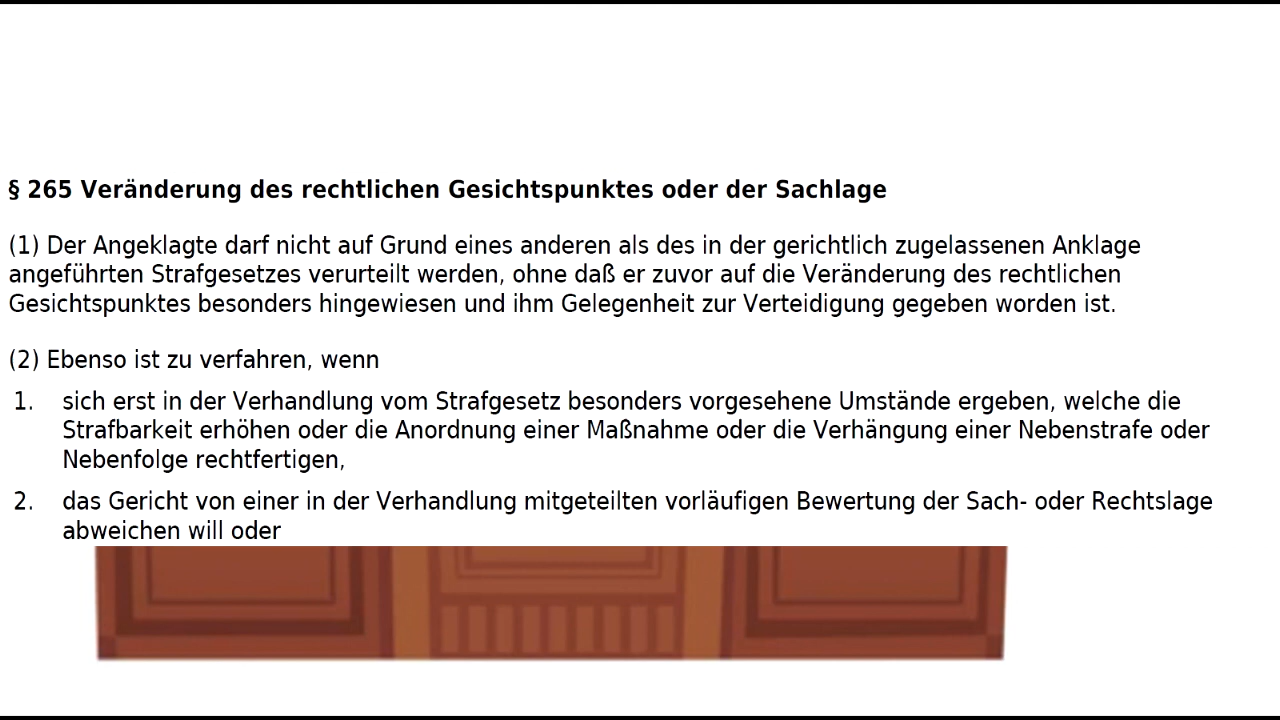 § 265 Veränderung des rechtlichen Gesichtspunktes oder der Sachlage
(1) Der Angeklagte darf nicht auf Grund eines anderen als des in der gerichtlich zugelassenen Anklage
angeführten Strafgesetzes verurteilt werden, ohne daß er zuvor auf die Veränderung des rechtlichen
Gesichtspunktes besonders hingewiesen und ihm Gelegenheit zur Verteidigung gegeben worden ist.
(2) Ebenso ist zu verfahren, wenn
1. sich erst in der Verhandlung vom Strafgesetz besonders vorgesehene Umstände ergeben, welche die
Strafbarkeit erhöhen oder die Anordnung einer Maßnahme oder die Verhängung einer Nebenstrafe oder
Nebenfolge rechtfertigen,
2. das Gericht von einer in der Verhandlung mitgeteilten vorläufigen Bewertung der Sach- oder Rechtslage
abweichen will oder